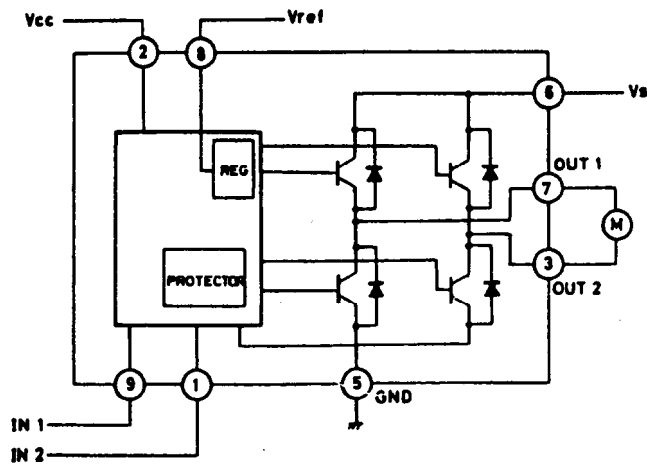 Vcc
Vref
2
8
6
Vs
REG
OUT 1
7
M
PROTECTOR
3
OUT 2
9
1
5
GND
IN 1
IN 2